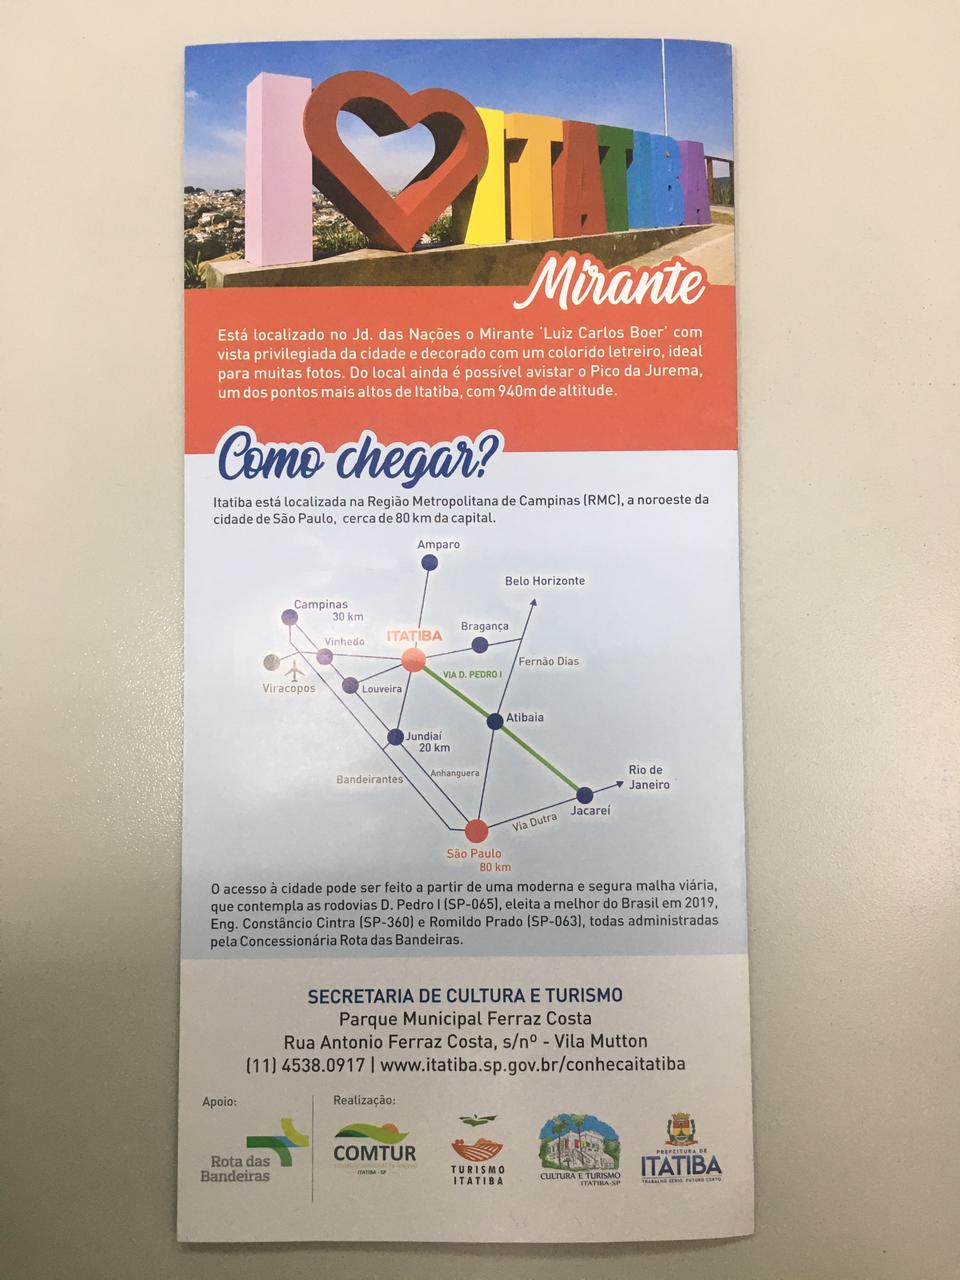 I ITATIBA
Mirante
Está localizado no Jd. das Nações o Mirante ‘Luiz Carlos Boer’ com
vista privilegiada da cidade e decorado com um colorido letreiro, ideal
para muitas fotos. Do local ainda é possível avistar o Pico da Jurema,
um dos pontos mais altos de Itatiba, com 940m de altitude.
Como chegar?
Itatiba está localizada na Região Metropolitana de Campinas (RMC), a noroeste da
cidade de São Paulo, cerca de 80 km da capital.
Amparo
Belo Horizonte
Campinas
30 km
Bragança
ITATIBA
Vinhedo
Fernão Dias
VIA D. PEDRO I
Viracopos
Louveira
Atibaia
Jundiaí
20 km
Rio de
Janeiro
Bandeirantes
Anhanguera
Jacareí
Via Dutra
São Paulo
80 km
O acesso à cidade pode ser feito a partir de uma moderna e segura malha viária,
que contempla as rodovias D. Pedro I (SP-065), eleita a melhor do Brasil em 2019,
Eng. Constâncio Cintra (SP-360) e Romildo Prado (SP-063), todas administradas
pela Concessionária Rota das Bandeiras.
SECRETARIA DE CULTURA E TURISMO
Parque Municipal Ferraz Costa
Rua Antonio Ferraz Costa, s/nº - Vila Mutton
(11) 4538.0917 | www.itatiba.sp.gov.br/conhecaitatiba
Apoio:
Realização:
Rota das
Bandeiras
COMTUR
ITATIBA - SP
TURISMO
ITATIBA
CULTURA E TURISMO
ITATIBA-SP
PREFEITURA DE
ITATIBA
TRABALHO SÉRIO, FUTURO CERTO.